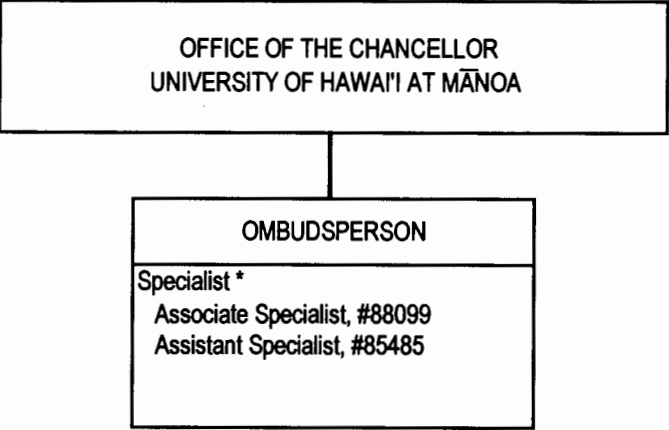 OFFICE OF THE CHANCELLOR
UNIVERSITY OF HAWAI'I AT MĀNOA
OMBUDSPERSON
Specialist *
Associate Specialist, #88099
Assistant Specialist, #85485